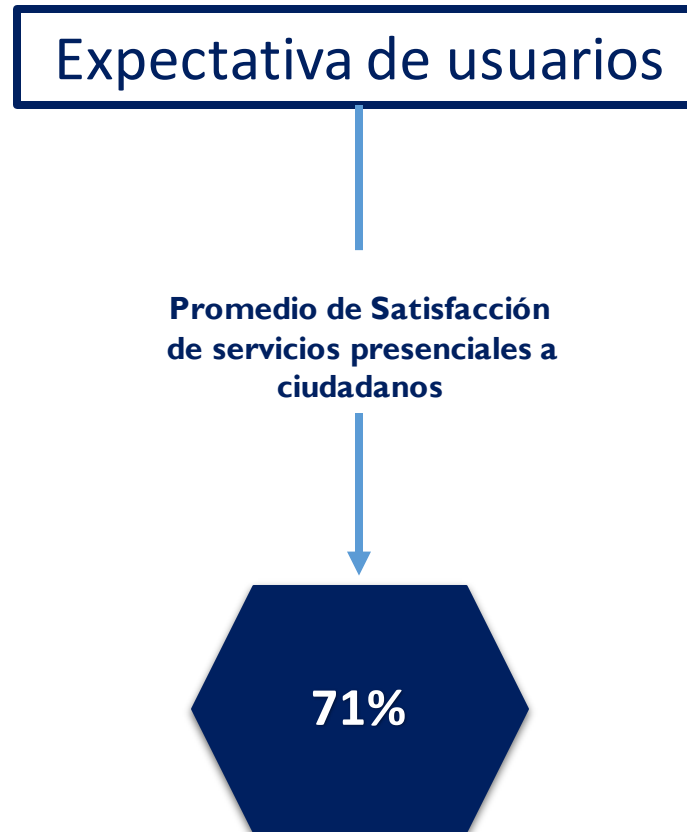 Expectativa de usuarios
Promedio de Satisfacción
de servicios presenciales a
ciudadanos
71%